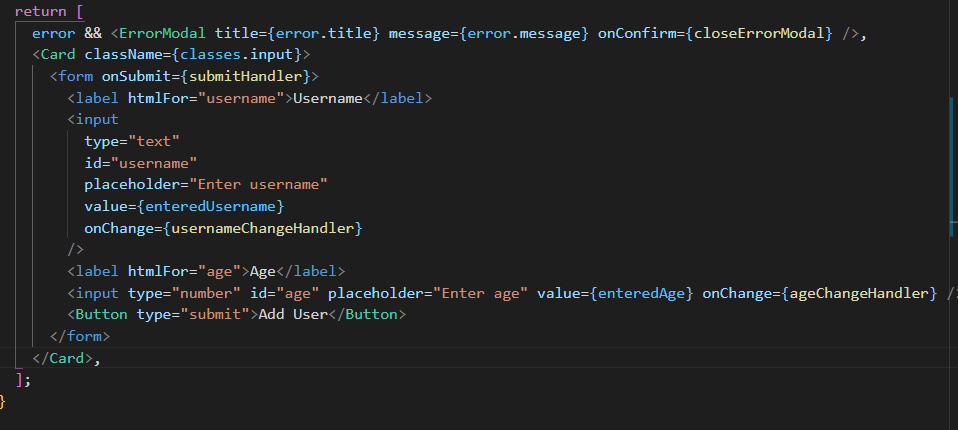 return [
error && <ErrorModal title={error.title} message={error.message} onConfirm={closeErrorModal} />,
<Card className={classes.input}>
<form onSubmit={submitHandler}>
<label htmlFor="username">Username</label>
<input
type="text"
id="username"
placeholder="Enter username"
value={enteredUsername}
onChange={usernameChangeHandler}
/>
<label htmlFor="age">Age</label>
<input type="number" id="age" placeholder="Enter age" value={enteredAge} onChange={ageChangeHandler} />
<Button type="submit">Add User</Button>
</form>
</Card>,
];
}